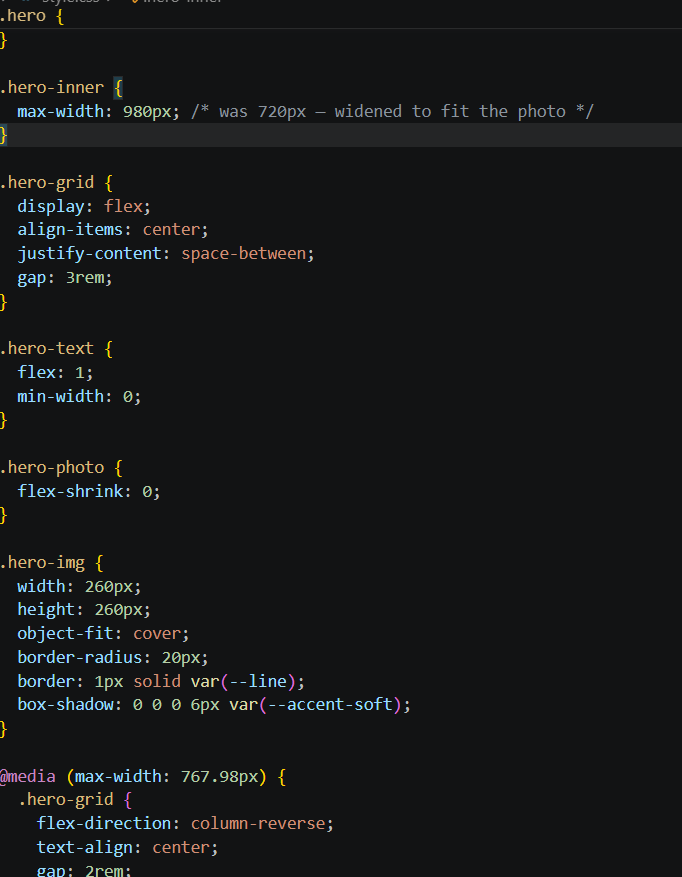 .hero {
}
.hero-inner {
max-width: 980px; /* was 720px — widened to fit the photo */
}
.hero-grid {
display: flex;
align-items: center;
justify-content: space-between;
gap: 3rem;
}
.hero-text {
flex: 1;
min-width: 0;
}
.hero-photo {
flex-shrink: 0;
}
.hero-img {
width: 260px;
height: 260px;
object-fit: cover;
border-radius: 20px;
border: 1px solid var(--line);
box-shadow: 0 0 0 6px var(--accent-soft);
}
@media (max-width: 767.98px) {
.hero-grid {
flex-direction: column-reverse;
text-align: center;
gap: 2rem;